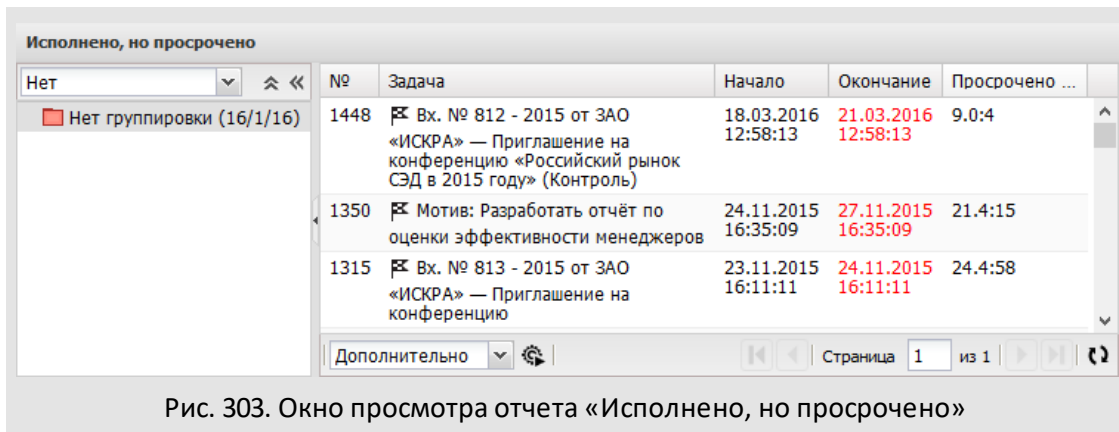 Исполнено, но просрочено
Нет
Нет группировки (16/1/16)
№ Задача Начало Окончание Просрочено ...
1448 Вх. № 812 - 2015 от ЗАО 18.03.2016 21.03.2016 9.0:4
«ИСКРА» — Приглашение на 12:58:13 12:58:13
конференцию «Российский рынок
СЭД в 2015 году» (Контроль)
1350 Мотив: Разработать отчёт по 24.11.2015 27.11.2015 21.4:15
оценки эффективности менеджеров 16:35:09 16:35:09
1315 Вх. № 813 - 2015 от ЗАО 23.11.2015 24.11.2015 24.4:58
«ИСКРА» — Приглашение на 16:11:11 16:11:11
конференцию
Дополнительно Страница 1 из 1
Рис. 303. Окно просмотра отчета «Исполнено, но просрочено»